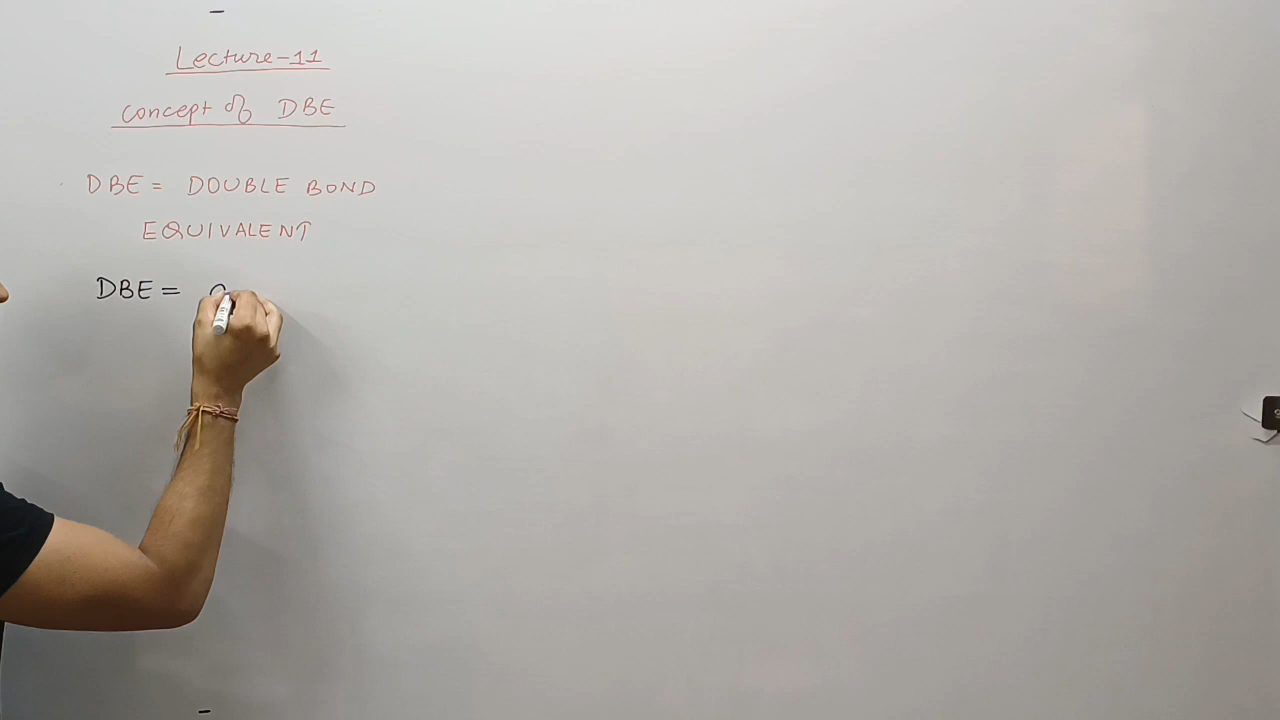 Lecture-11
Concept of DBE
DBE = DOUBLE BOND
EQUIVALENT
DBE =